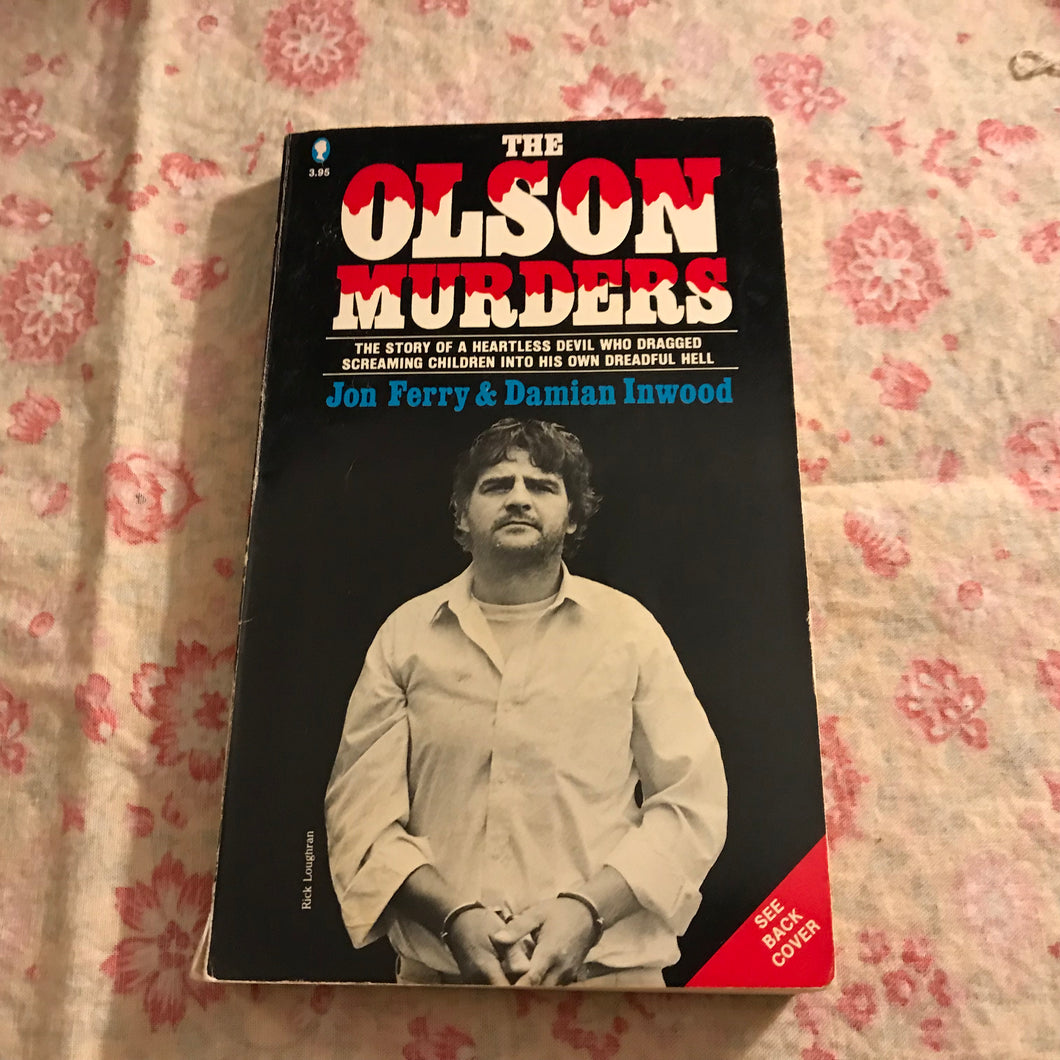 3.95
THE
OLSON
MURDERS
THE STORY OF A HEARTLESS DEVIL WHO DRAGGED
SCREAMING CHILDREN INTO HIS OWN DREADFUL HELL
Jon Ferry & Damian Inwood
Rick Loughran
SEE
BACK
COVER